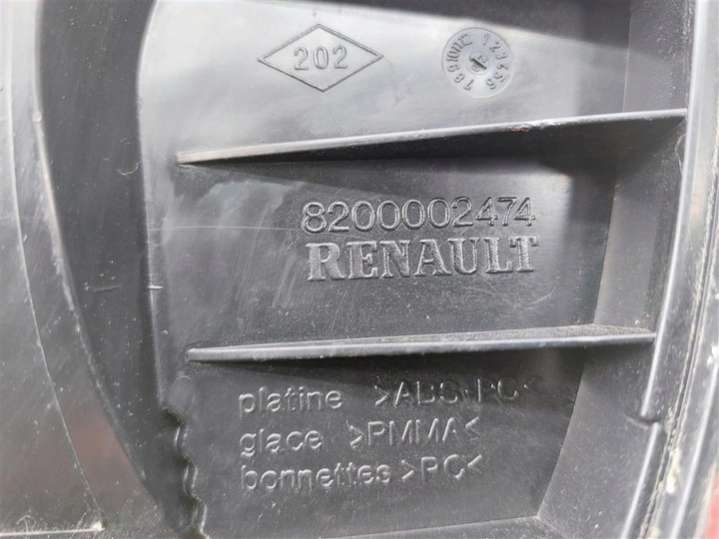 202
8200002474
RENAULT
platine >ABS/PC<
glace >PMMA<
bonnettes >PC<